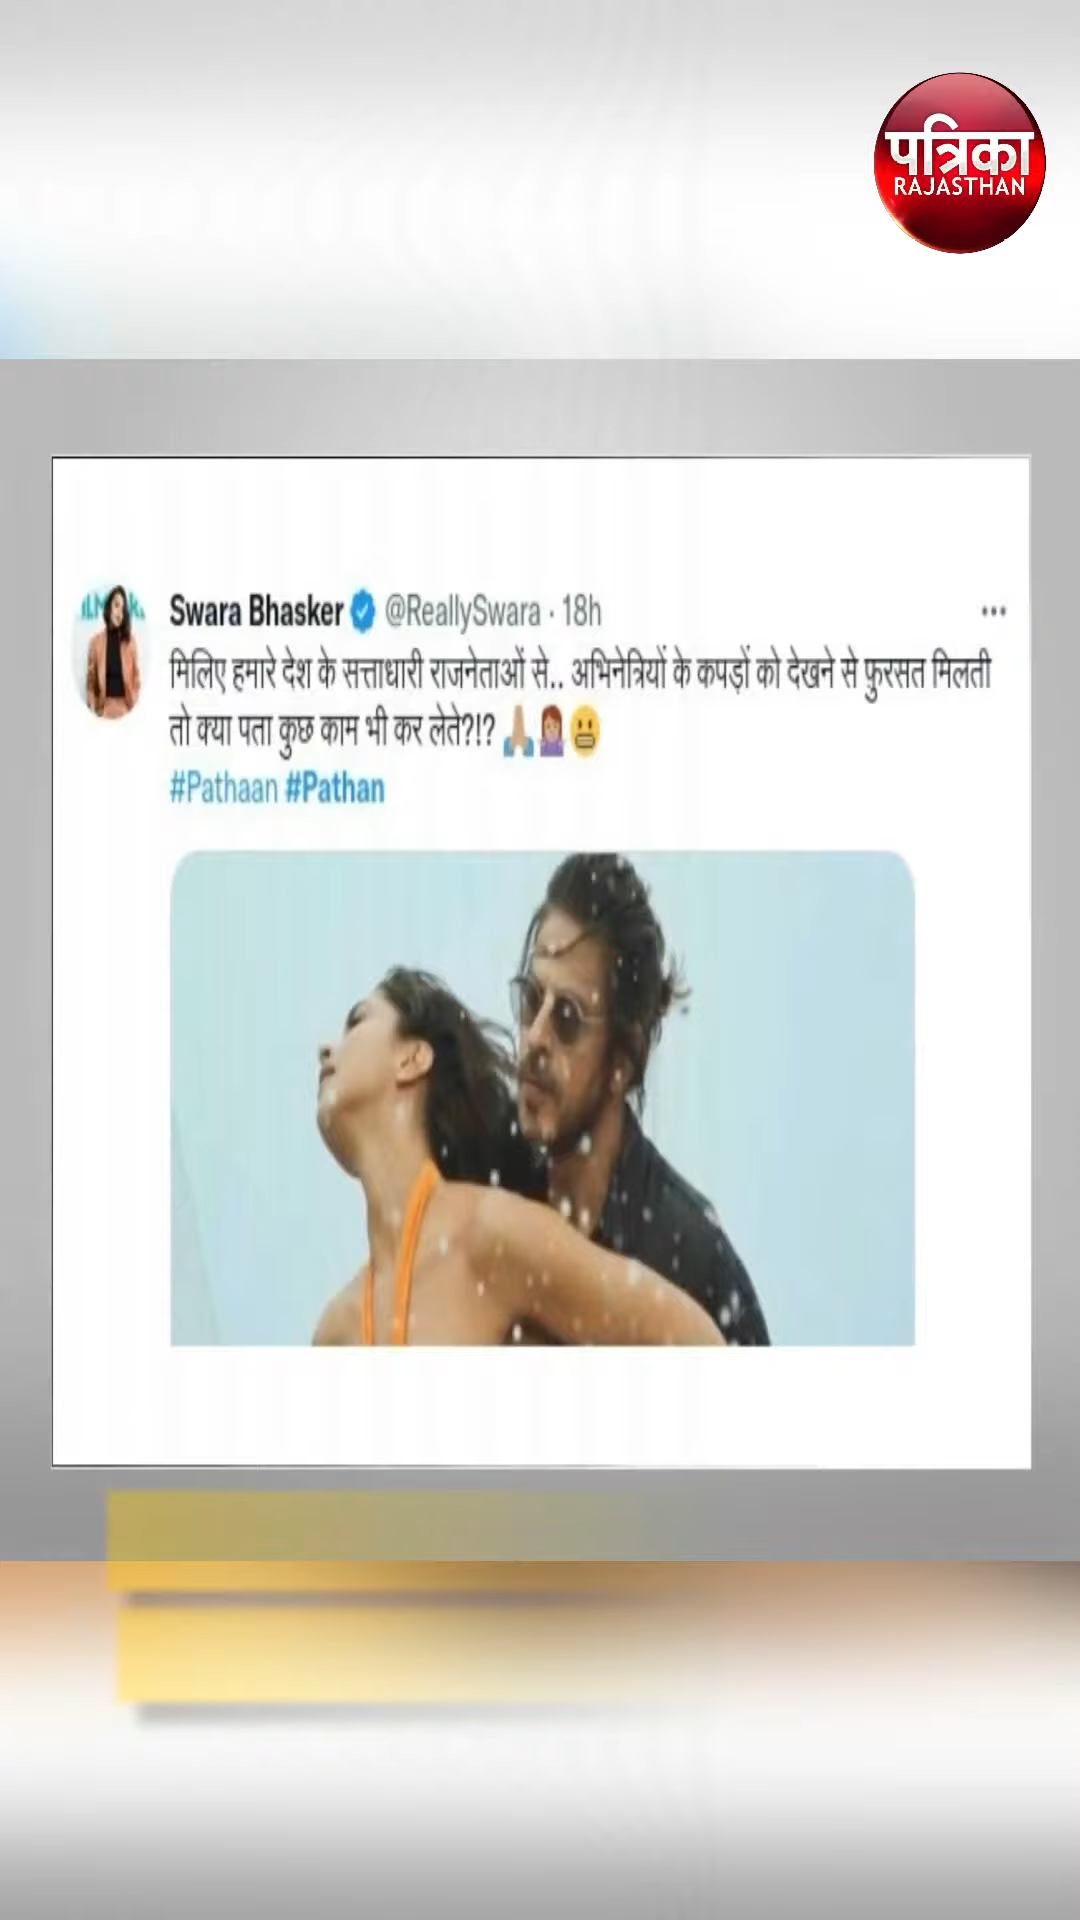 पत्रिका
RAJASTHAN
Swara Bhasker @ReallySwara · 18h
मिलिए हमारे देश के सत्ताधारी राजनेताओं से.. अभिनेत्रियों के कपड़ों को देखने से फ़ुरसत मिलती
तो क्या पता कुछ काम भी कर लेते?!? 🙏🏼🤷🏽‍♀️😬
#Pathaan #Pathan